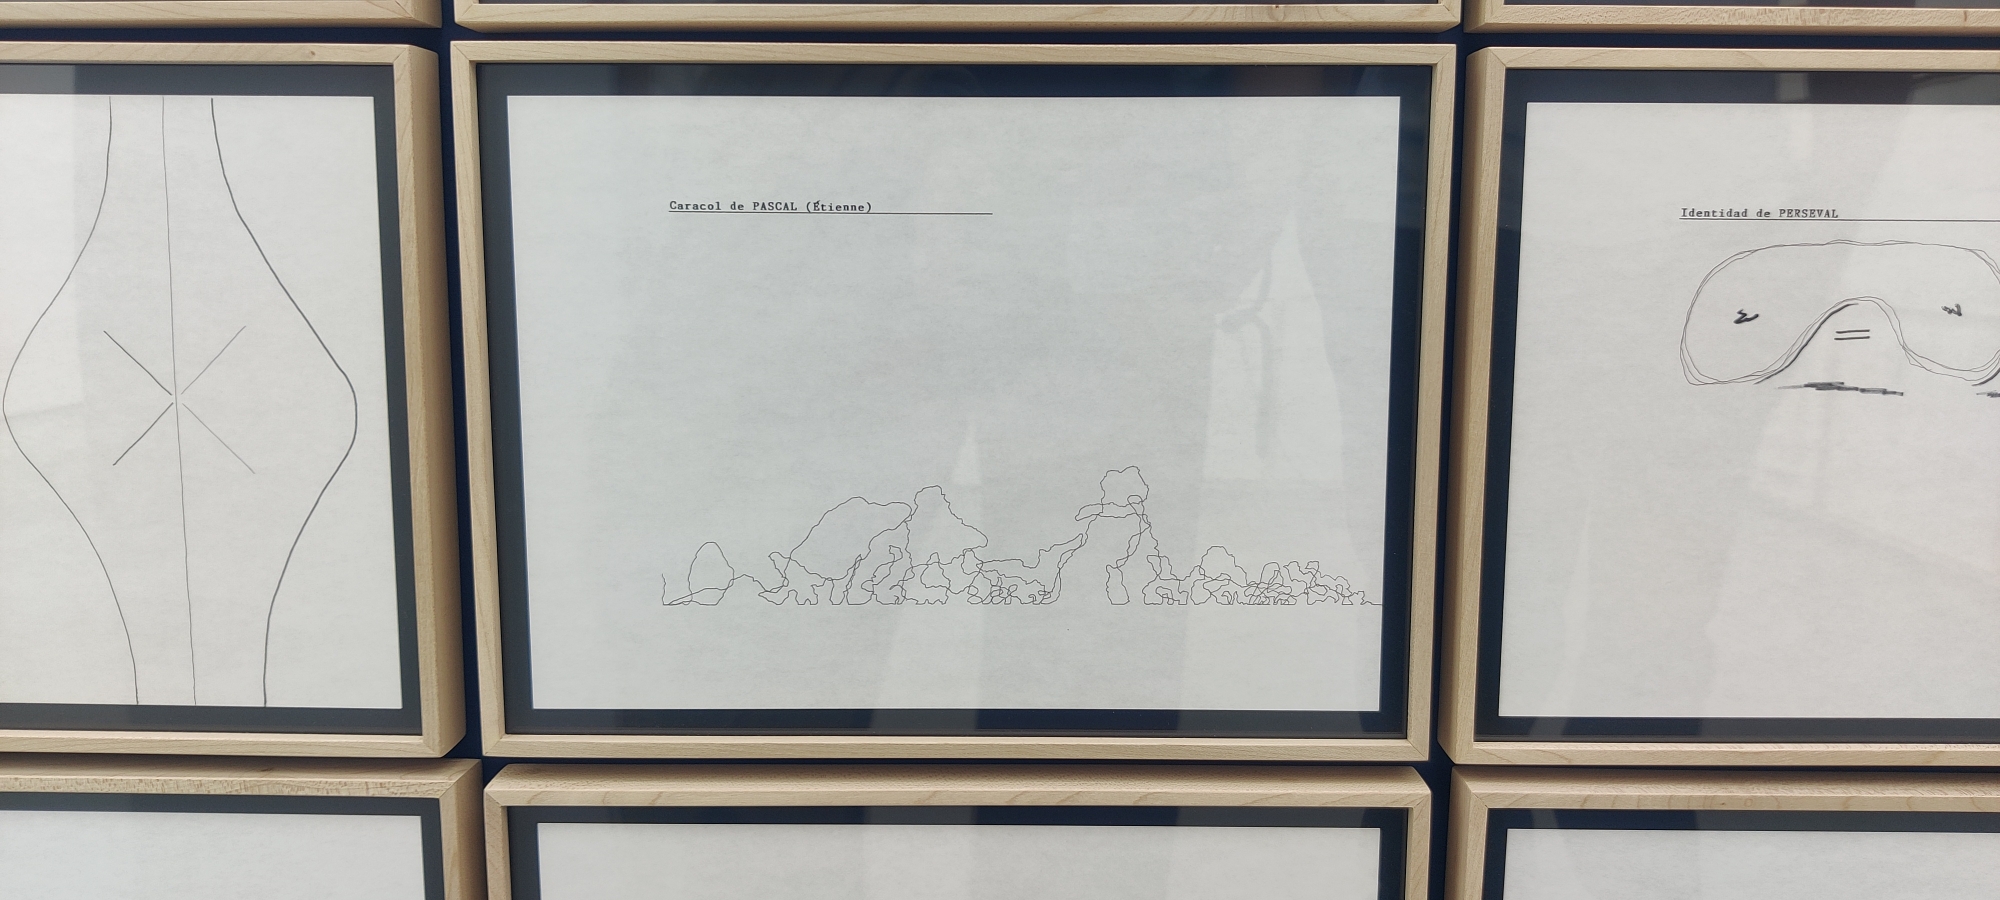 Caracol de PASCAL (Étienne)
Identidad de PERSEVAL